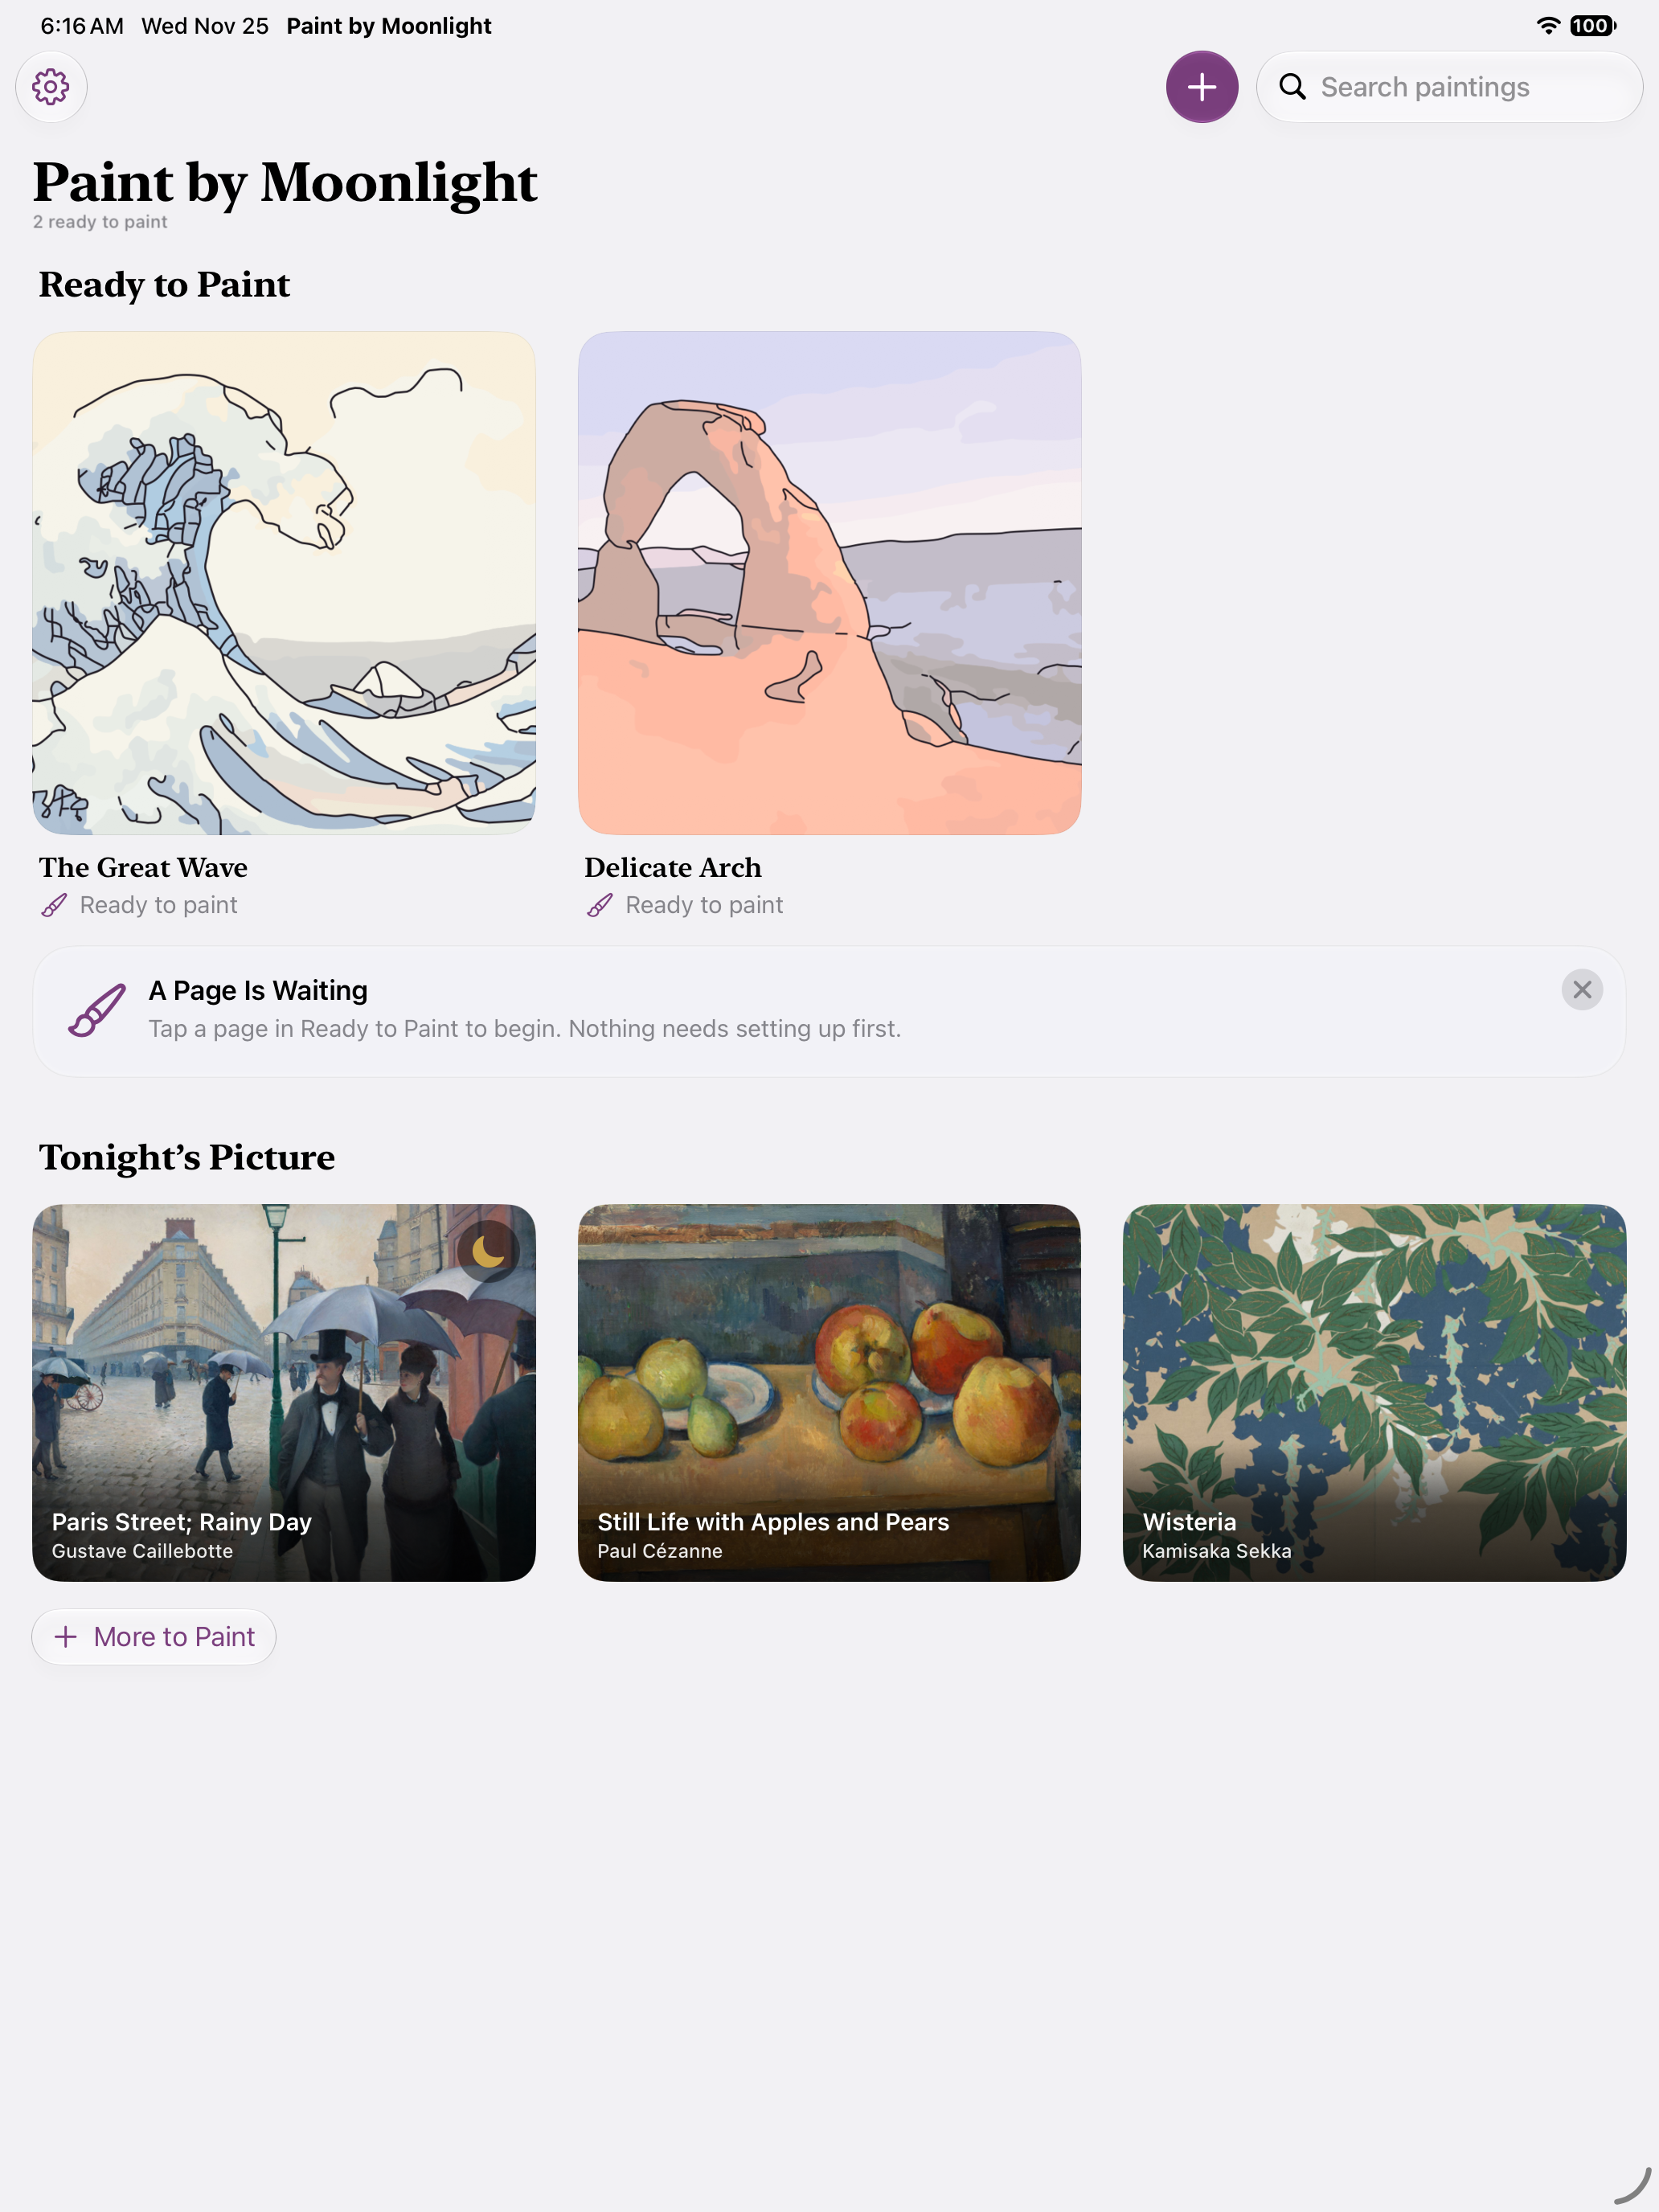 6:16 AM Wed Nov 25 Paint by Moonlight
100
Search paintings
Paint by Moonlight
2 ready to paint
Ready to Paint
The Great Wave
Ready to paint
Delicate Arch
Ready to paint
A Page Is Waiting
Tap a page in Ready to Paint to begin. Nothing needs setting up first.
Tonight’s Picture
Paris Street; Rainy Day
Gustave Caillebotte
Still Life with Apples and Pears
Paul Cézanne
Wisteria
Kamisaka Sekka
More to Paint